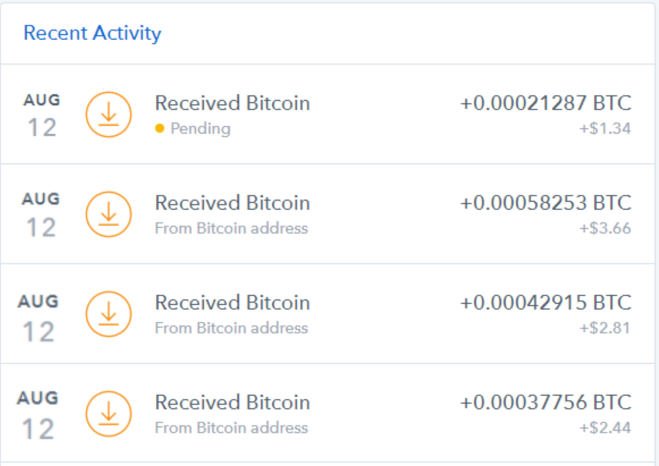 Recent Activity
AUG
12
Received Bitcoin
Pending
+0.00021287 BTC
+$1.34
AUG
12
Received Bitcoin
From Bitcoin address
+0.00058253 BTC
+$3.66
AUG
12
Received Bitcoin
From Bitcoin address
+0.00042915 BTC
+$2.81
AUG
12
Received Bitcoin
From Bitcoin address
+0.00037756 BTC
+$2.44